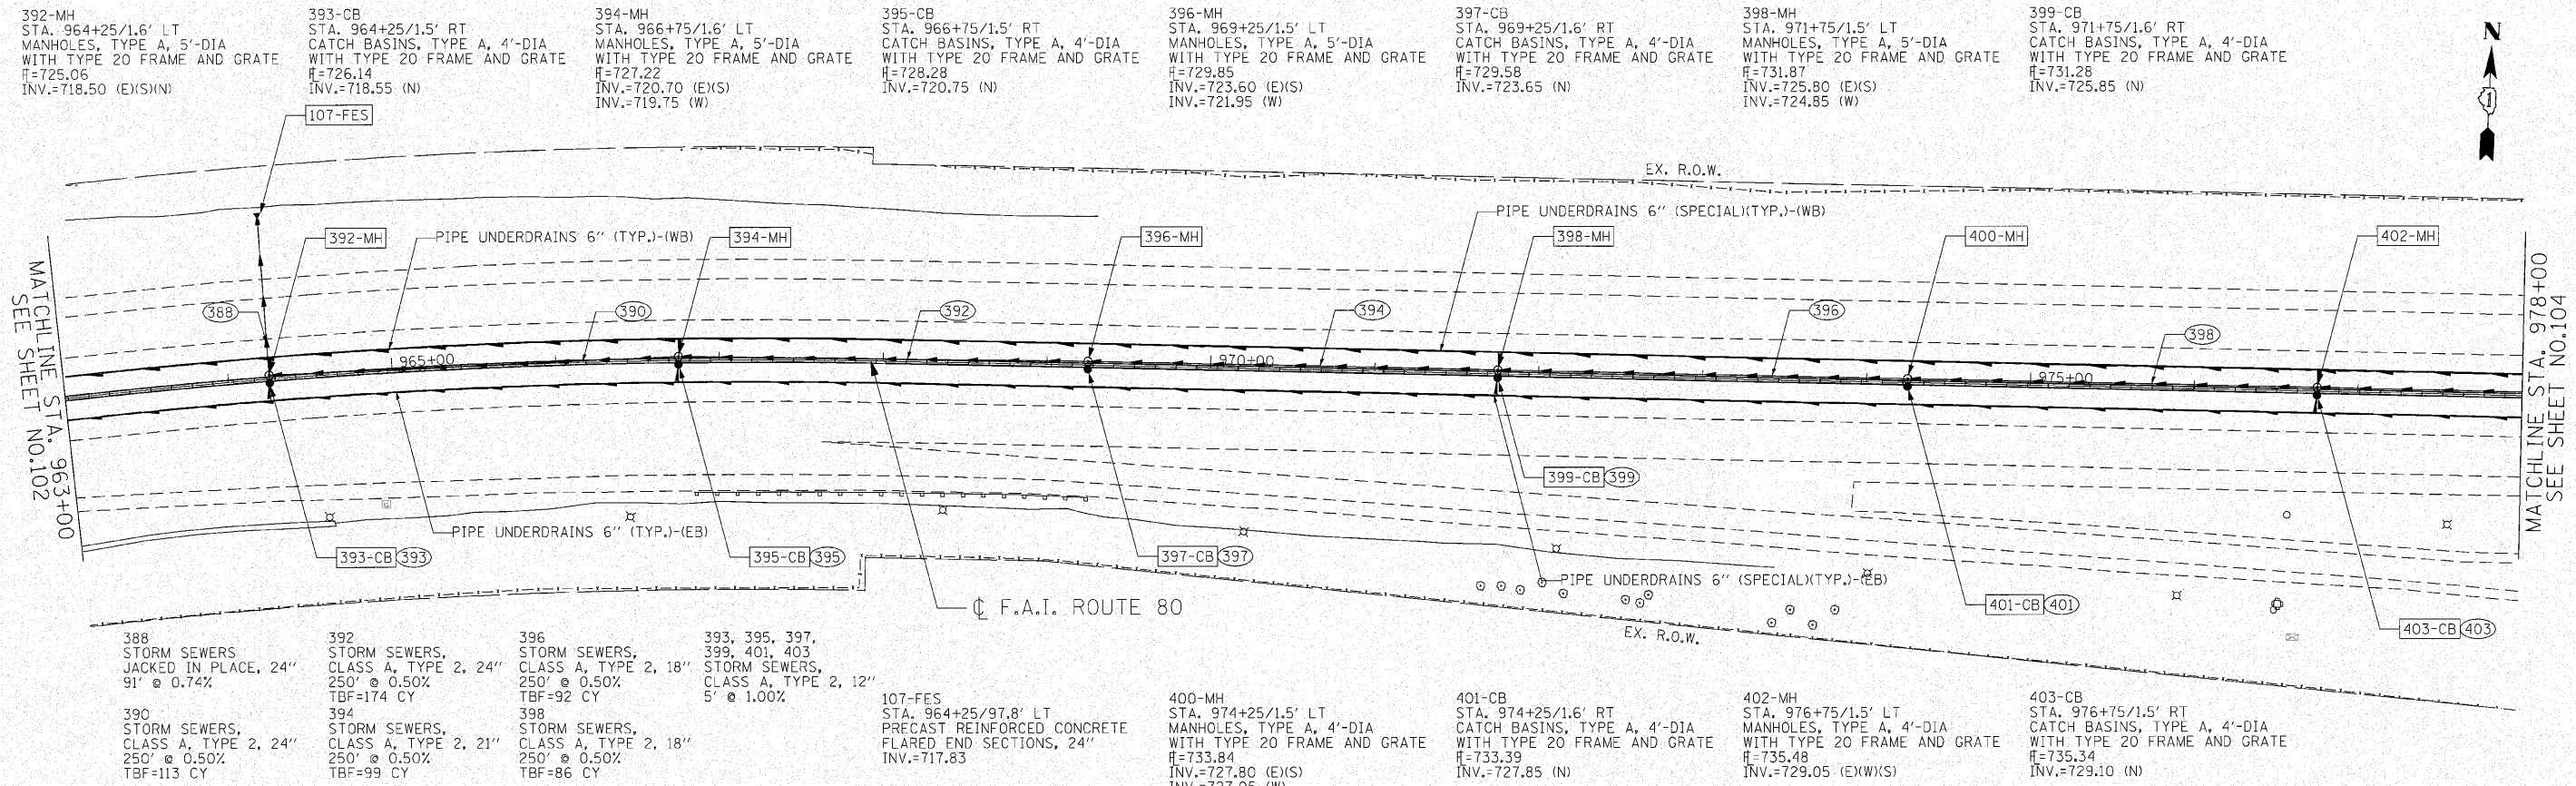 392-MH
STA. 964+25/1.6' LT
MANHOLES, TYPE A, 5'-DIA
WITH TYPE 20 FRAME AND GRATE
FL=725.06
INV.=718.50 (E)(S)(N)
393-CB
STA. 964+25/1.5' RT
CATCH BASINS, TYPE A, 4'-DIA
WITH TYPE 20 FRAME AND GRATE
FL=726.14
INV.=718.55 (N)
394-MH
STA. 966+75/1.6' LT
MANHOLES, TYPE A, 5'-DIA
WITH TYPE 20 FRAME AND GRATE
FL=727.22
INV.=720.70 (E)(S)
INV.=719.75 (W)
395-CB
STA. 966+75/1.5' RT
CATCH BASINS, TYPE A, 4'-DIA
WITH TYPE 20 FRAME AND GRATE
FL=728.28
INV.=720.75 (N)
396-MH
STA. 969+25/1.5' LT
MANHOLES, TYPE A, 5'-DIA
WITH TYPE 20 FRAME AND GRATE
FL=729.85
INV.=723.60 (E)(S)
INV.=721.95 (W)
397-CB
STA. 969+25/1.6' RT
CATCH BASINS, TYPE A, 4'-DIA
WITH TYPE 20 FRAME AND GRATE
FL=729.58
INV.=723.65 (N)
398-MH
STA. 971+75/1.5' LT
MANHOLES, TYPE A, 5'-DIA
WITH TYPE 20 FRAME AND GRATE
FL=731.87
INV.=725.80 (E)(S)
INV.=724.85 (W)
399-CB
STA. 971+75/1.6' RT
CATCH BASINS, TYPE A, 4'-DIA
WITH TYPE 20 FRAME AND GRATE
FL=731.28
INV.=725.85 (N)
N
107-FES
EX. R.O.W.
PIPE UNDERDRAINS 6" (SPECIAL)(TYP.)-(WB)
392-MH
PIPE UNDERDRAINS 6" (TYP.)-(WB)
394-MH
396-MH
398-MH
400-MH
402-MH
MATCHLINE STA. 963+00
SEE SHEET NO.102
388
390
392
394
396
398
965+00
970+00
975+00
MATCHLINE STA. 978+00
SEE SHEET NO.104
399-CB 399
PIPE UNDERDRAINS 6" (TYP.)-(EB)
393-CB 393
395-CB 395
397-CB 397
PIPE UNDERDRAINS 6" (SPECIAL)(TYP.)-(EB)
℄ F.A.I. ROUTE 80
401-CB 401
403-CB 403
EX. R.O.W.
388
STORM SEWERS
JACKED IN PLACE, 24"
91' @ 0.74%
390
STORM SEWERS,
CLASS A, TYPE 2, 24"
250' @ 0.50%
TBF=113 CY
392
STORM SEWERS,
CLASS A, TYPE 2, 24"
250' @ 0.50%
TBF=174 CY
394
STORM SEWERS,
CLASS A, TYPE 2, 21"
250' @ 0.50%
TBF=99 CY
396
STORM SEWERS,
CLASS A, TYPE 2, 18"
250' @ 0.50%
TBF=92 CY
398
STORM SEWERS,
CLASS A, TYPE 2, 18"
250' @ 0.50%
TBF=86 CY
393, 395, 397,
399, 401, 403
STORM SEWERS,
CLASS A, TYPE 2, 12"
5' @ 1.00%
107-FES
STA. 964+25/97.8' LT
PRECAST REINFORCED CONCRETE
FLARED END SECTIONS, 24"
INV.=717.83
400-MH
STA. 974+25/1.5' LT
MANHOLES, TYPE A, 4'-DIA
WITH TYPE 20 FRAME AND GRATE
FL=733.84
INV.=727.80 (E)(S)
INV.=727.05 (W)
401-CB
STA. 974+25/1.6' RT
CATCH BASINS, TYPE A, 4'-DIA
WITH TYPE 20 FRAME AND GRATE
FL=733.39
INV.=727.85 (N)
402-MH
STA. 976+75/1.5' LT
MANHOLES, TYPE A, 4'-DIA
WITH TYPE 20 FRAME AND GRATE
FL=735.48
INV.=729.05 (E)(W)(S)
403-CB
STA. 976+75/1.5' RT
CATCH BASINS, TYPE A, 4'-DIA
WITH TYPE 20 FRAME AND GRATE
FL=735.34
INV.=729.10 (N)